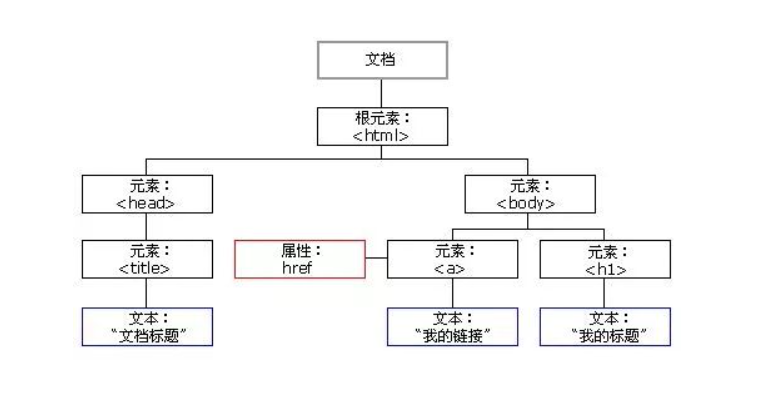 文档
根元素：
<html>
元素：
<head>
元素：
<body>
元素：
<title>
属性：
href
元素：
<a>
元素：
<h1>
文本：
“文档标题”
文本：
“我的链接”
文本：
“我的标题”